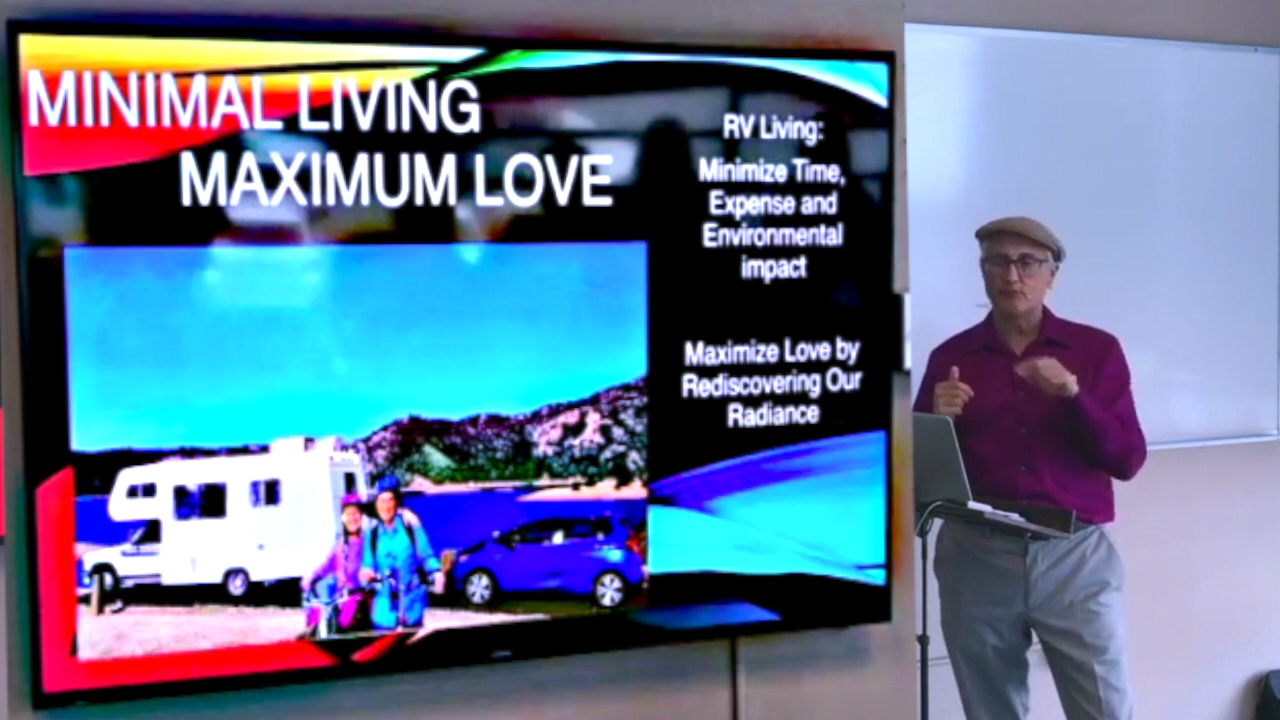 MINIMAL LIVING
MAXIMUM LOVE
RV Living:
Minimize Time,
Expense and
Environmental
impact
Maximize Love by
Rediscovering Our
Radiance